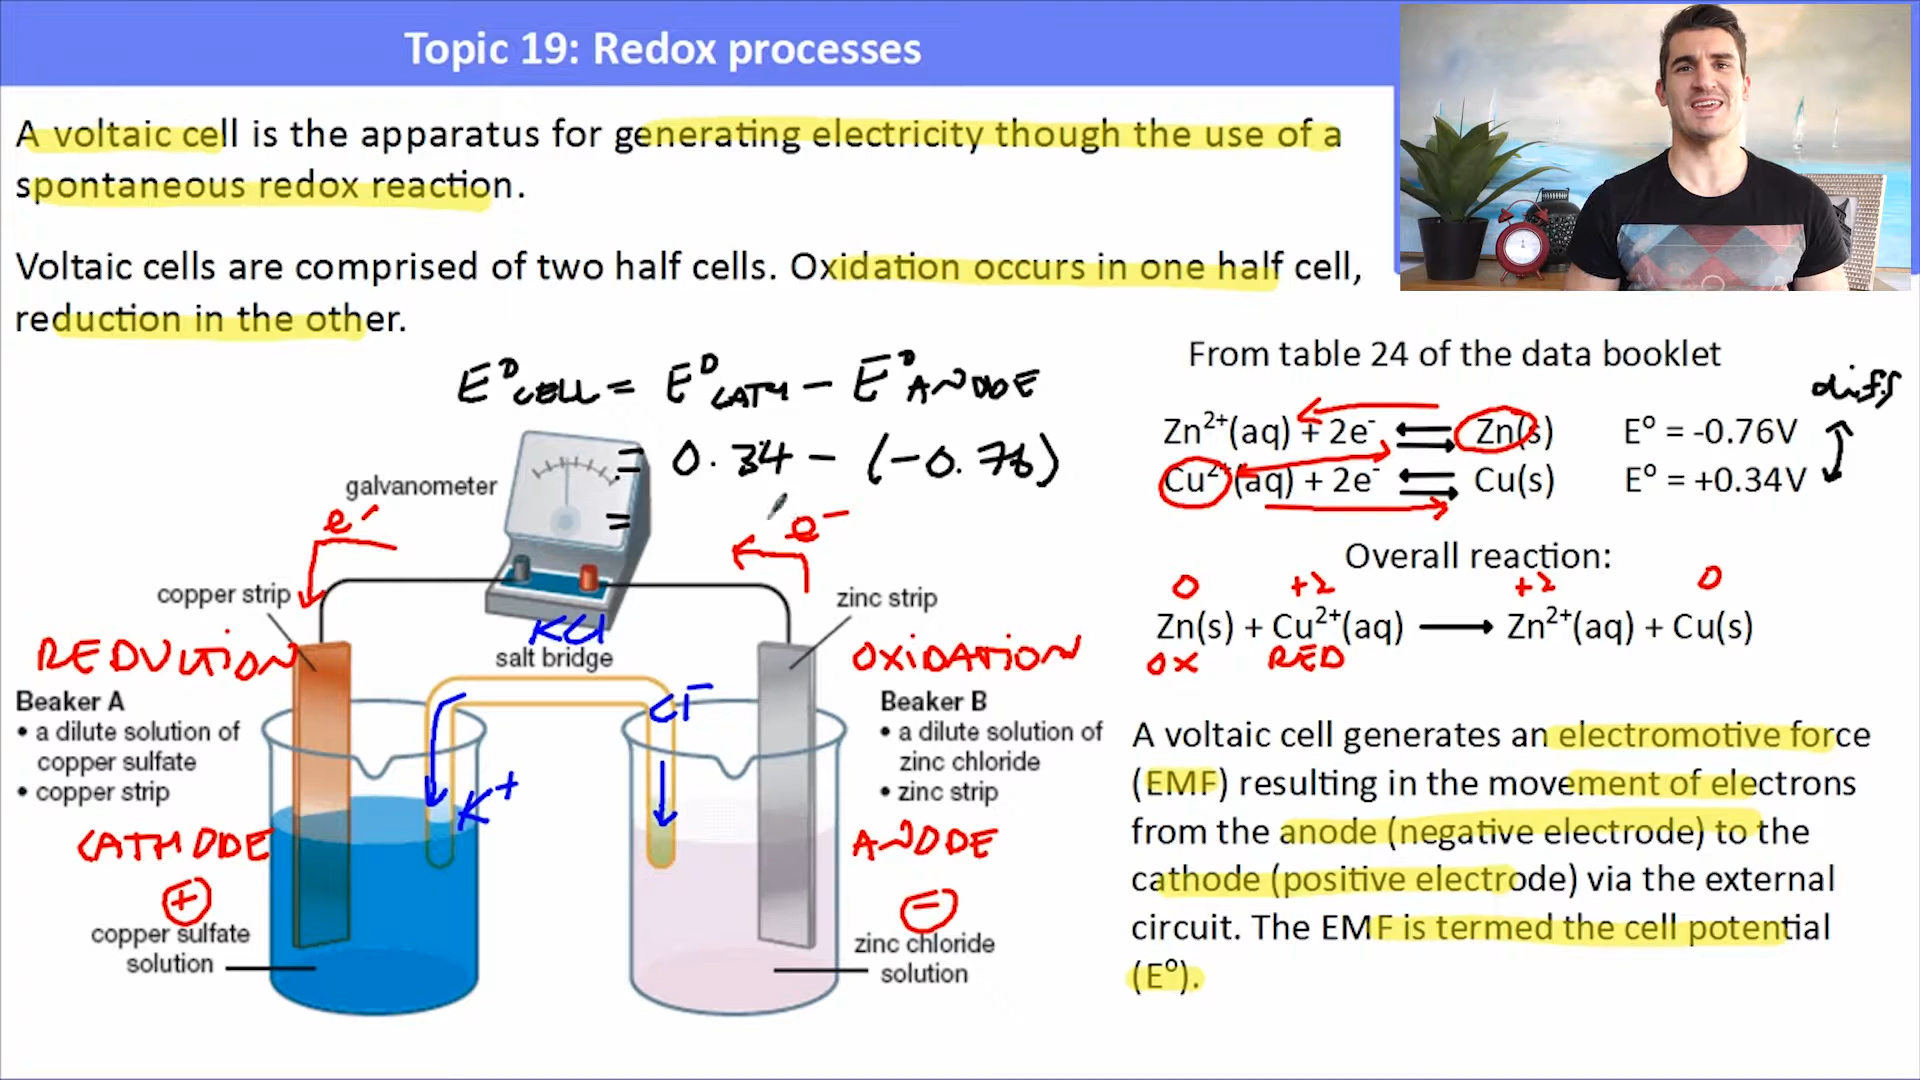 Topic 19: Redox processes
A voltaic cell is the apparatus for generating electricity though the use of a
spontaneous redox reaction.
Voltaic cells are comprised of two half cells. Oxidation occurs in one half cell,
reduction in the other.
E° CELL = E° CATH - E° ANODE
= 0.34 - (-0.76)
=
galvanometer
e-
e-
copper strip
zinc strip
KCl
salt bridge
REDUCTION
OXIDATION
Cl-
Beaker A
• a dilute solution of
copper sulfate
• copper strip
Beaker B
• a dilute solution of
zinc chloride
• zinc strip
K+
CATHODE
+
ANODE
-
copper sulfate
solution
zinc chloride
solution
From table 24 of the data booklet
diff
Zn²⁺(aq) + 2e⁻ ⇌ Zn(s) E° = -0.76V
Cu²⁺(aq) + 2e⁻ ⇌ Cu(s) E° = +0.34V
Overall reaction:
0 +2 +2 0
Zn(s) + Cu²⁺(aq) ⟶ Zn²⁺(aq) + Cu(s)
OX RED
A voltaic cell generates an electromotive force
(EMF) resulting in the movement of electrons
from the anode (negative electrode) to the
cathode (positive electrode) via the external
circuit. The EMF is termed the cell potential
(E°).